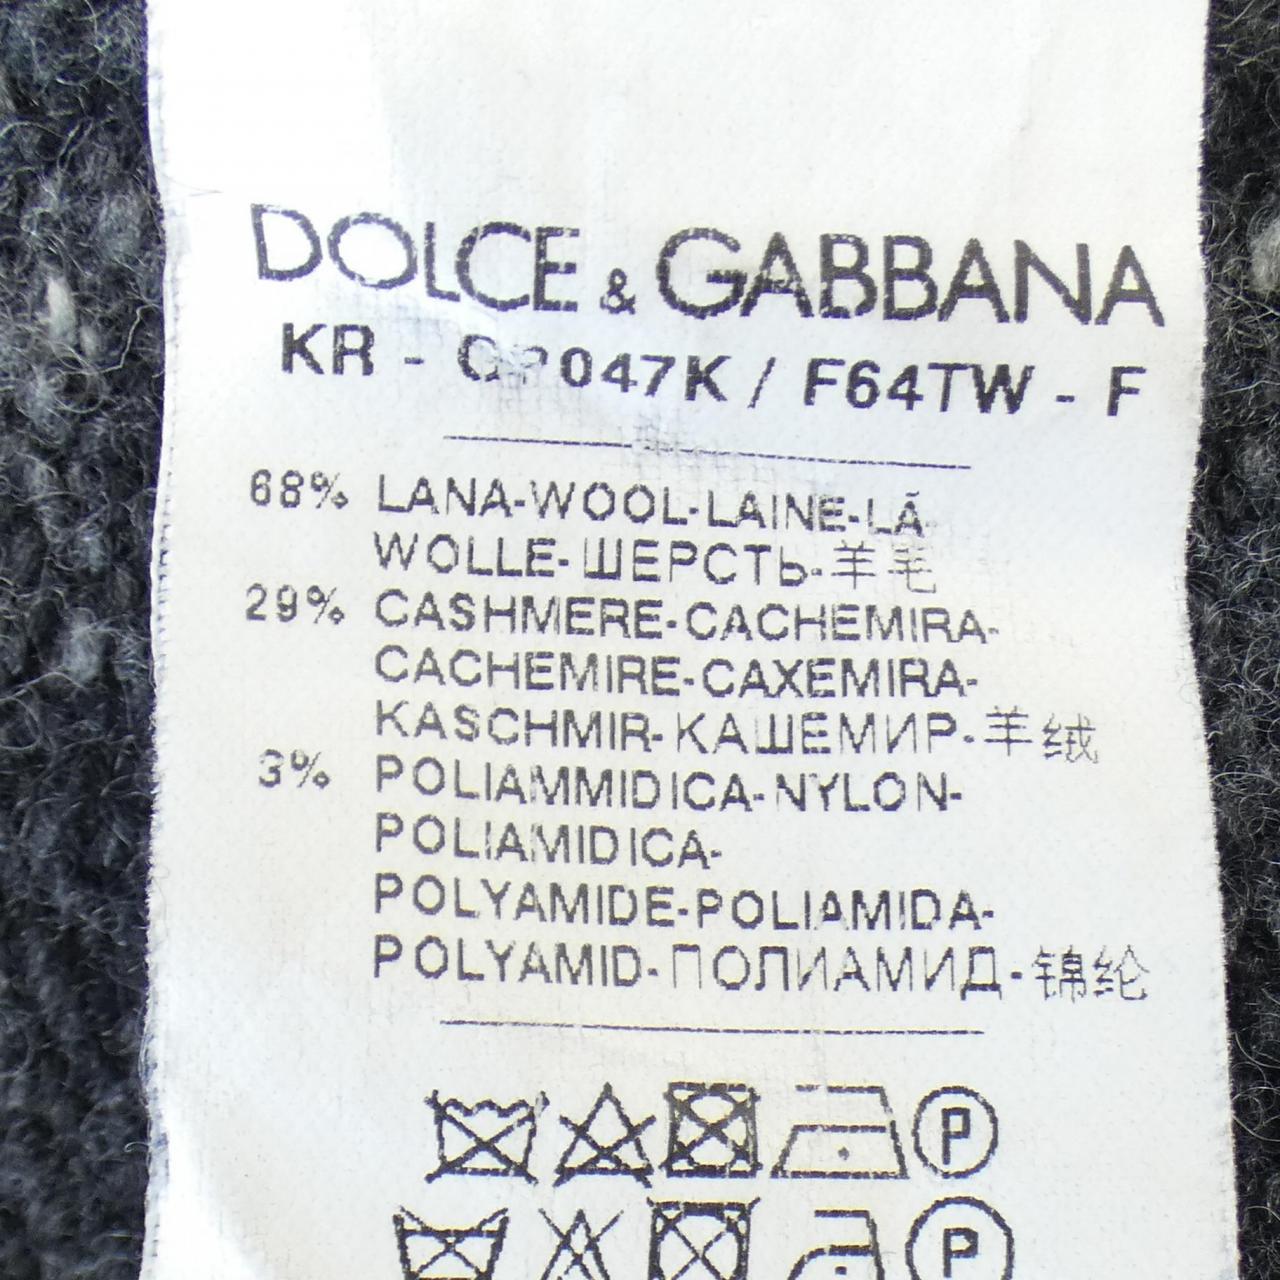 DOLCE & GABBANA
KR - / F64TW - F
68% LANA-WOOL-LAINE-LÃ
WOLLE-ШЕРСТЬ-羊毛
29% CASHMERE-CACHEMIRA-
CACHEMIRE-CAXEMIRA-
KASCHMIR-КАШЕМИР-羊绒
3% POLIAMMIDICA-NYLON-
POLIAMIDICA-
POLYAMIDE-POLIAMIDA-
POLYAMID-ПОЛИАМИД-锦纶
P
P